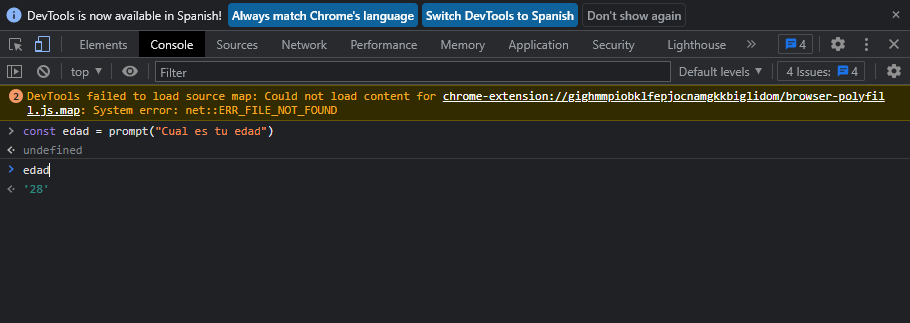 DevTools is now available in Spanish! Always match Chrome's language Switch DevTools to Spanish Don't show again
Elements Console Sources Network Performance Memory Application Security Lighthouse » 4
top ▼ Filter Default levels ▼ 4 Issues: 4
2 DevTools failed to load source map: Could not load content for chrome-extension://gighmmpiobklfepjocnamgkkbiglidom/browser-polyfil
l.js.map: System error: net::ERR_FILE_NOT_FOUND
> const edad = prompt("Cual es tu edad")
undefined
> edad
'28'